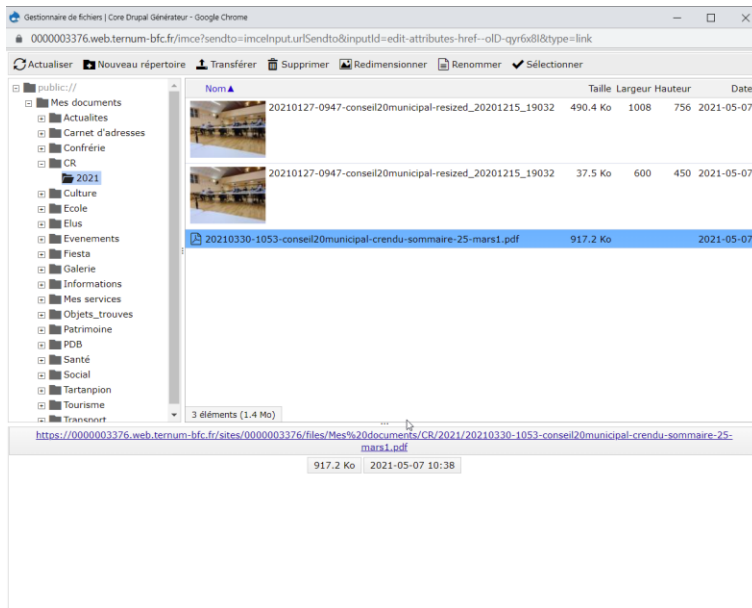 Gestionnaire de fichiers | Core Drupal Générateur - Google Chrome
0000003376.web.ternum-bfc.fr/imce?sendto=imceInput.urlSendto&inputId=edit-attributes-href--olD-qyr6x8I&type=link
Actualiser Nouveau répertoire Transférer Supprimer Redimensionner Renommer Sélectionner
public://
Mes documents
Actualites
Carnet d'adresses
Confrérie
CR
2021
Culture
Ecole
Elus
Evenements
Fiesta
Galerie
Informations
Mes services
Objets_trouves
Patrimoine
PDB
Santé
Social
Tartanpion
Tourisme
Transport
Nom Taille Largeur Hauteur Date
20210127-0947-conseil20municipal-resized_20201215_19032 490.4 Ko 1008 756 2021-05-07
20210127-0947-conseil20municipal-resized_20201215_19032 37.5 Ko 600 450 2021-05-07
20210330-1053-conseil20municipal-crendu-sommaire-25-mars1.pdf 917.2 Ko 2021-05-07
3 éléments (1.4 Mo)
https://0000003376.web.ternum-bfc.fr/sites/0000003376/files/Mes%20documents/CR/2021/20210330-1053-conseil20municipal-crendu-sommaire-25-
mars1.pdf
917.2 Ko 2021-05-07 10:38